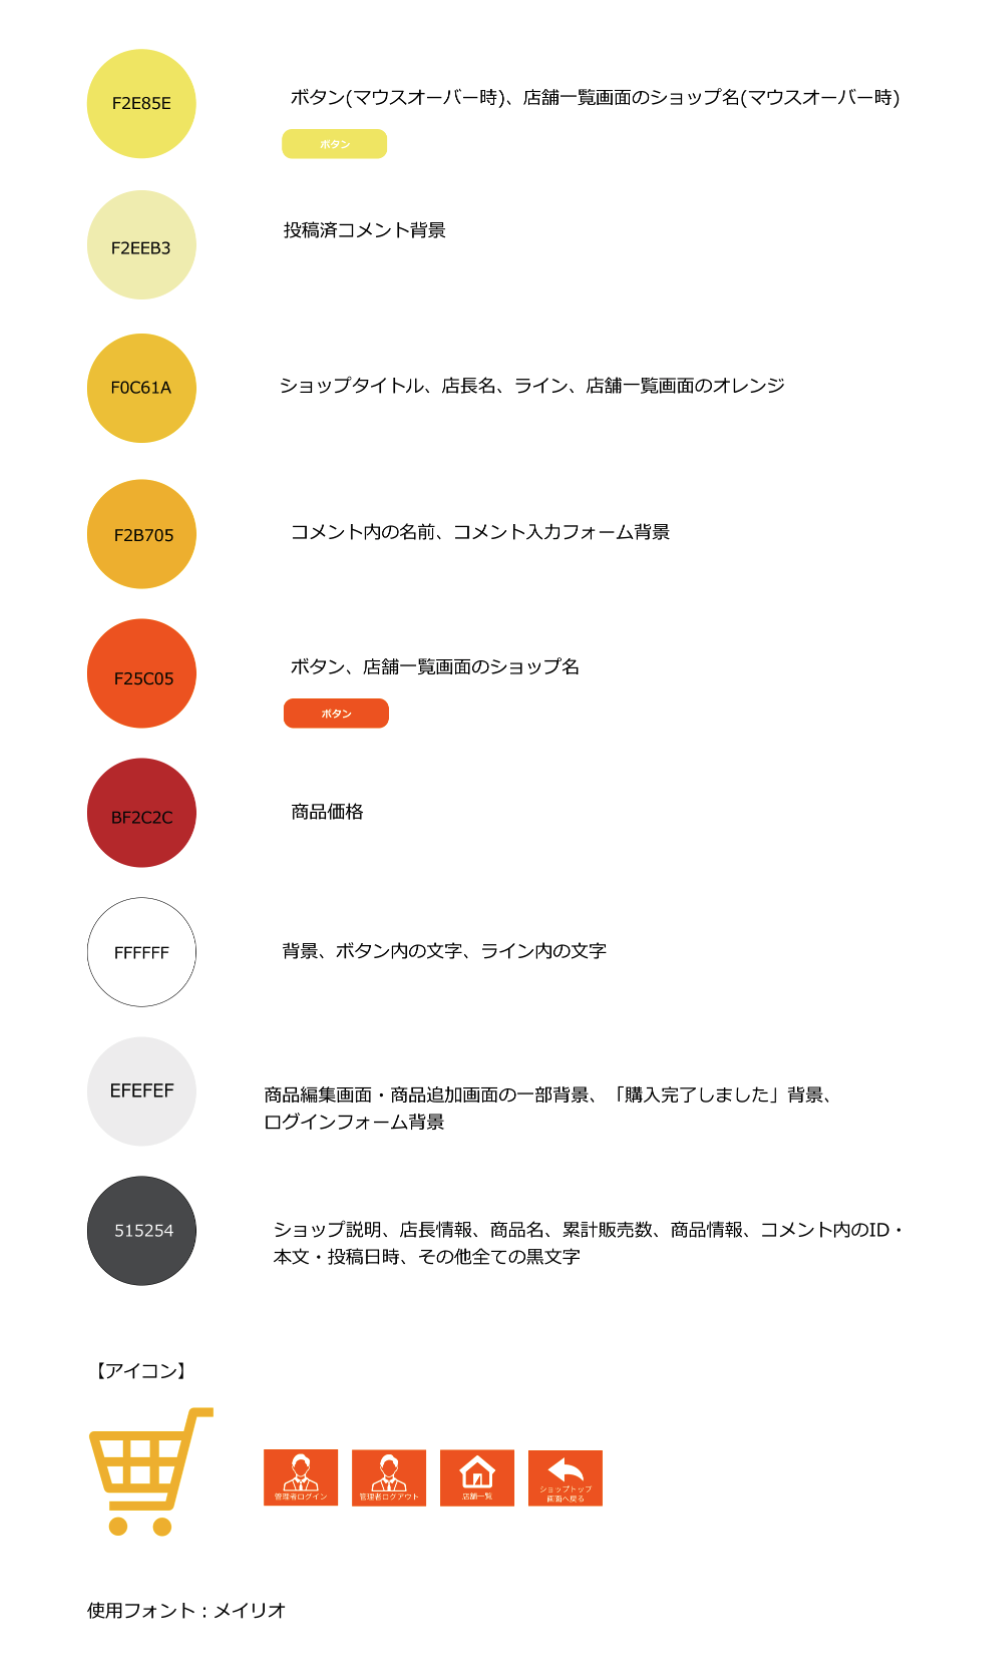 F2E85E
ボタン(マウスオーバー時)、店舗一覧画面のショップ名(マウスオーバー時)
ボタン
F2EEB3
投稿済コメント背景
F0C61A
ショップタイトル、店長名、ライン、店舗一覧画面のオレンジ
F2B705
コメント内の名前、コメント入力フォーム背景
F25C05
ボタン、店舗一覧画面のショップ名
ボタン
BF2C2C
商品価格
FFFFFF
背景、ボタン内の文字、ライン内の文字
EFEFEF
商品編集画面・商品追加画面の一部背景、「購入完了しました」背景、
ログインフォーム背景
515254
ショップ説明、店長情報、商品名、累計販売数、商品情報、コメント内のID・
本文・投稿日時、その他全ての黒文字
【アイコン】
管理者ログイン
管理者ログアウト
店舗一覧
ショップトップ
画面へ戻る
使用フォント：メイリオ